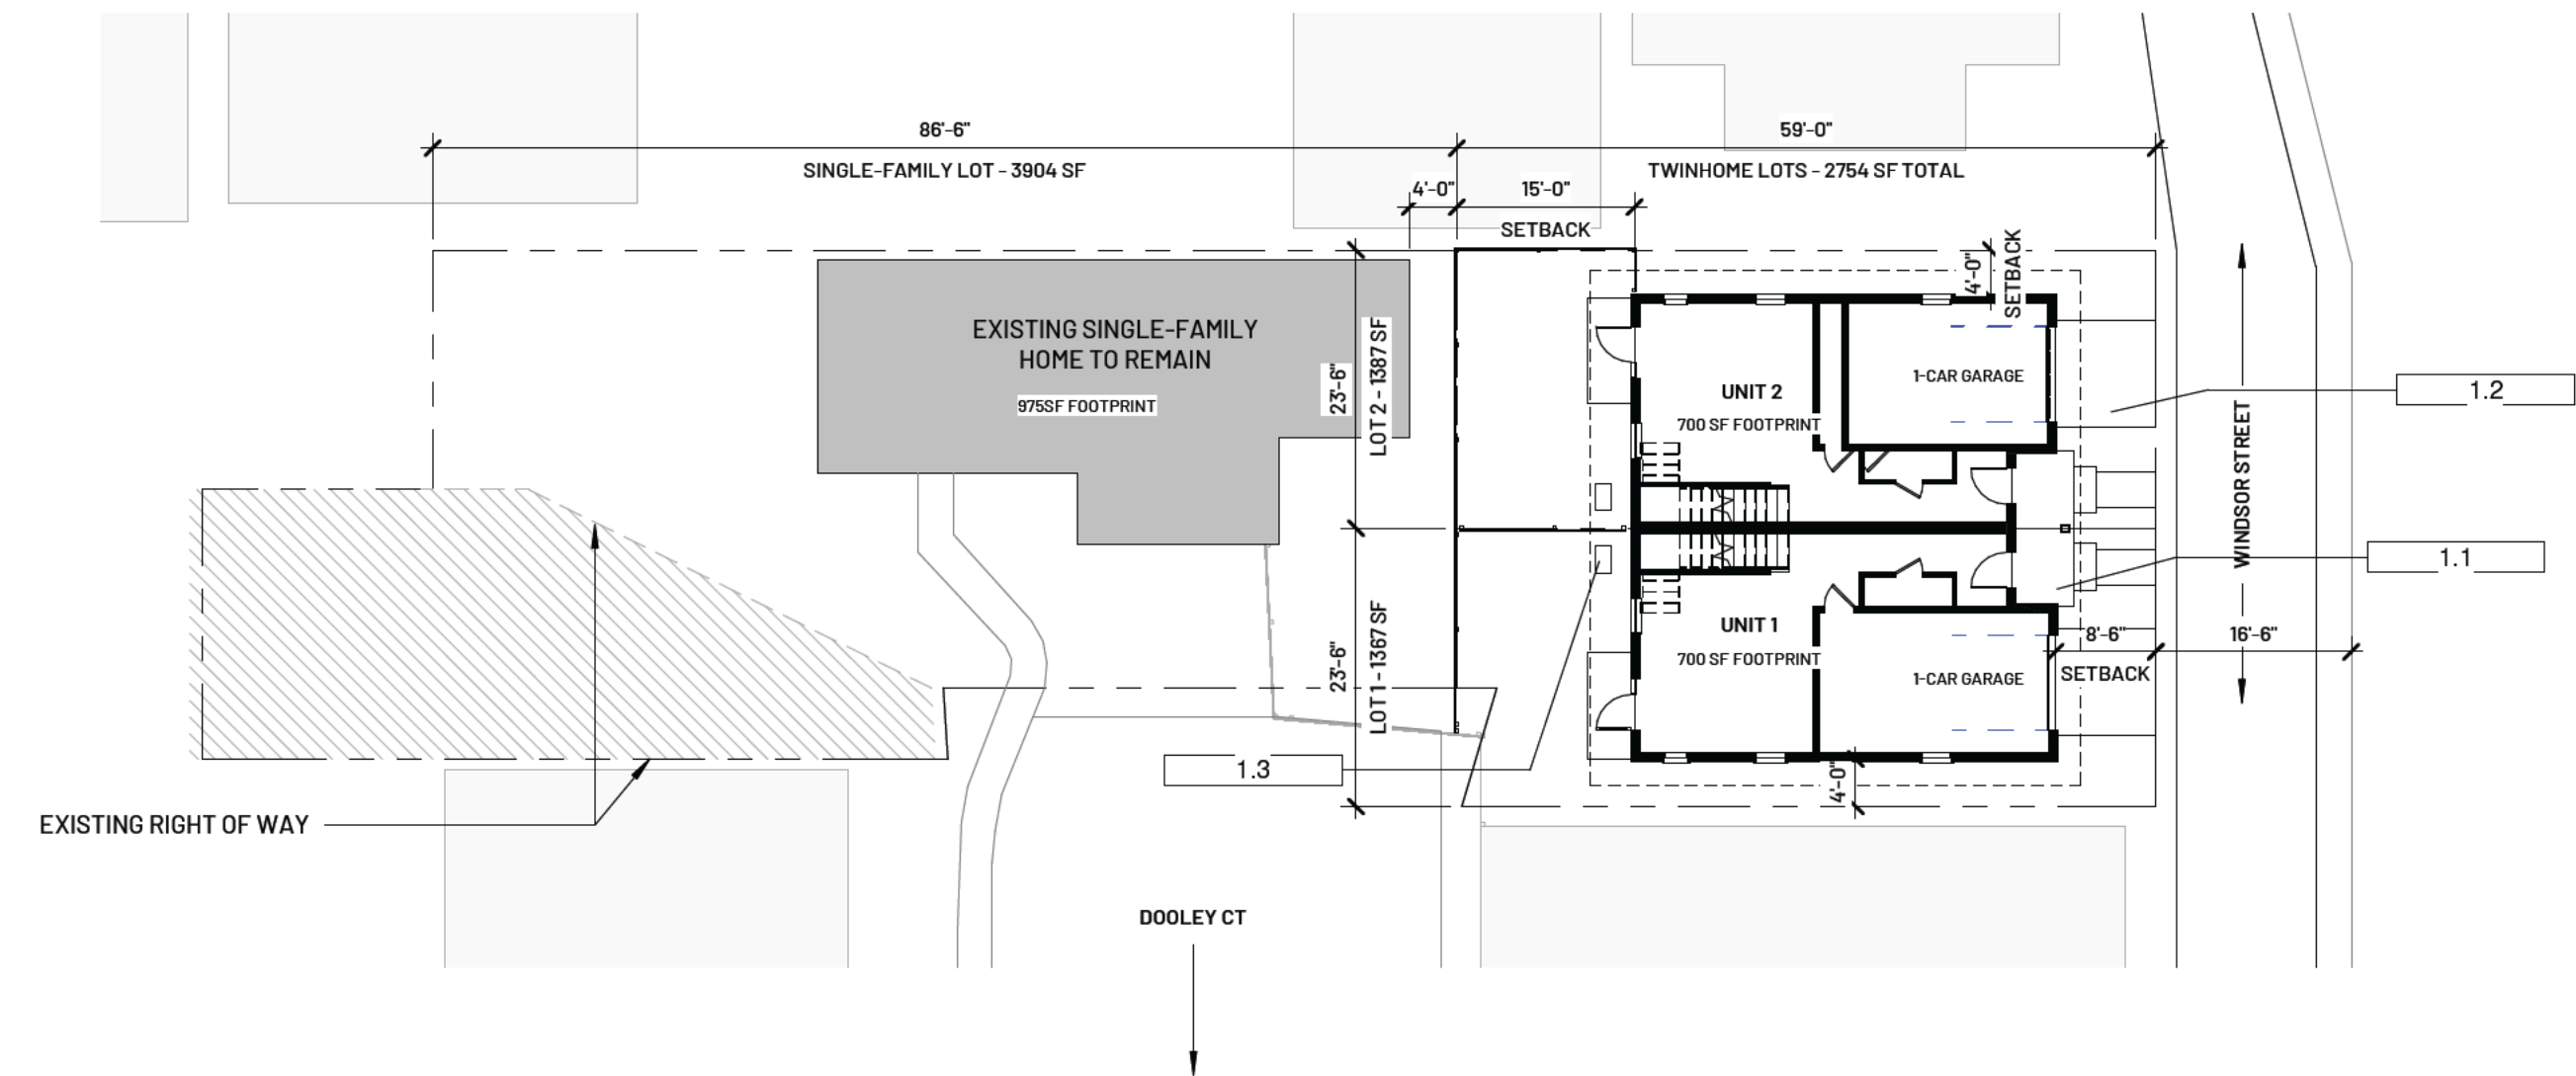 86'-6"
59'-0"
SINGLE-FAMILY LOT - 3904 SF
TWINHOME LOTS - 2754 SF TOTAL
4'-0"
15'-0"
SETBACK
4'-0"
SETBACK
EXISTING SINGLE-FAMILY
HOME TO REMAIN
975SF FOOTPRINT
23'-6"
LOT 2 - 1387 SF
UNIT 2
700 SF FOOTPRINT
1-CAR GARAGE
1.2
WINDSOR STREET
1.1
23'-6"
LOT 1 - 1367 SF
UNIT 1
700 SF FOOTPRINT
1-CAR GARAGE
8'-6"
SETBACK
16'-6"
1.3
4'-0"
EXISTING RIGHT OF WAY
DOOLEY CT